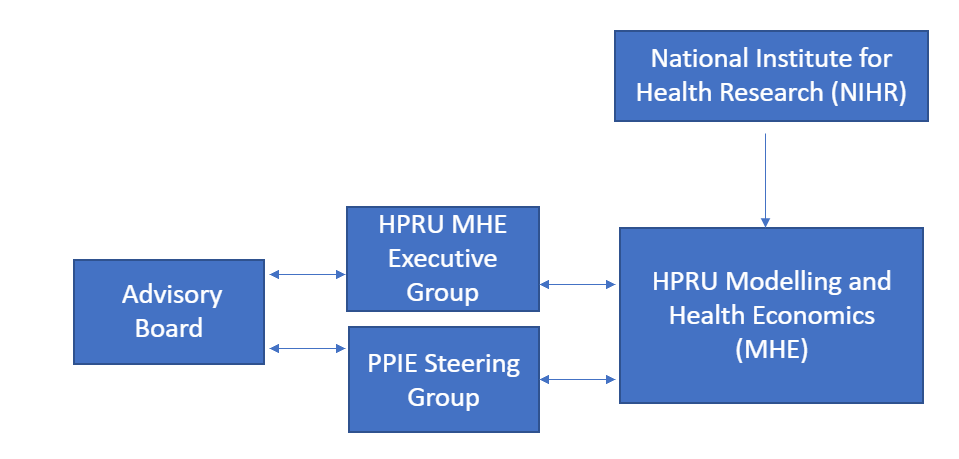 National Institute for
Health Research (NIHR)
HPRU MHE
Executive
Group
Advisory
Board
HPRU Modelling and
Health Economics
(MHE)
PPIE Steering
Group